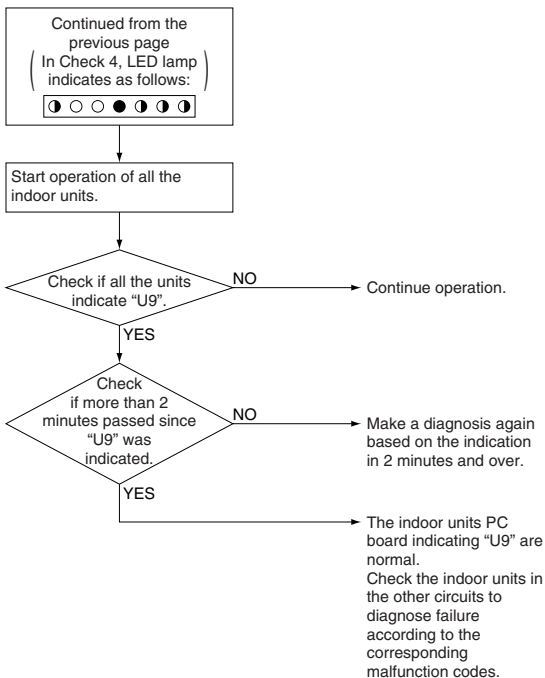 Continued from the
previous page
In Check 4, LED lamp
indicates as follows:
Start operation of all the
indoor units.
Check if all the units
indicate “U9”.
NO
Continue operation.
YES
Check
if more than 2
minutes passed since
“U9” was
indicated.
NO
Make a diagnosis again
based on the indication
in 2 minutes and over.
YES
The indoor units PC
board indicating “U9” are
normal.
Check the indoor units in
the other circuits to
diagnose failure
according to the
corresponding
malfunction codes.